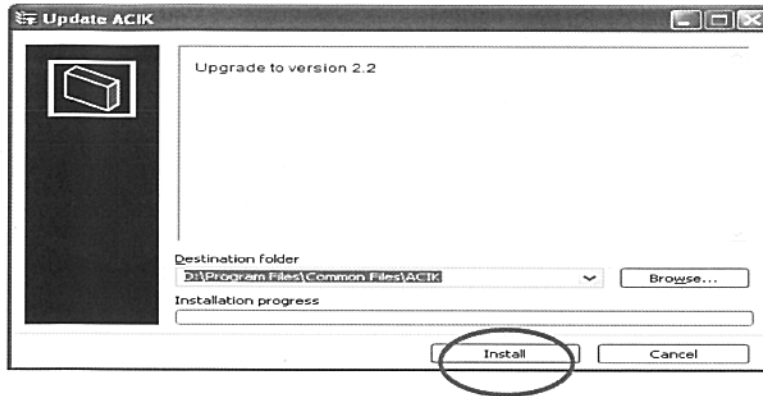 Update ACIK
Upgrade to version 2.2
Destination folder
D:\Program Files\Common Files\ACIK
Browse...
Installation progress
Install
Cancel